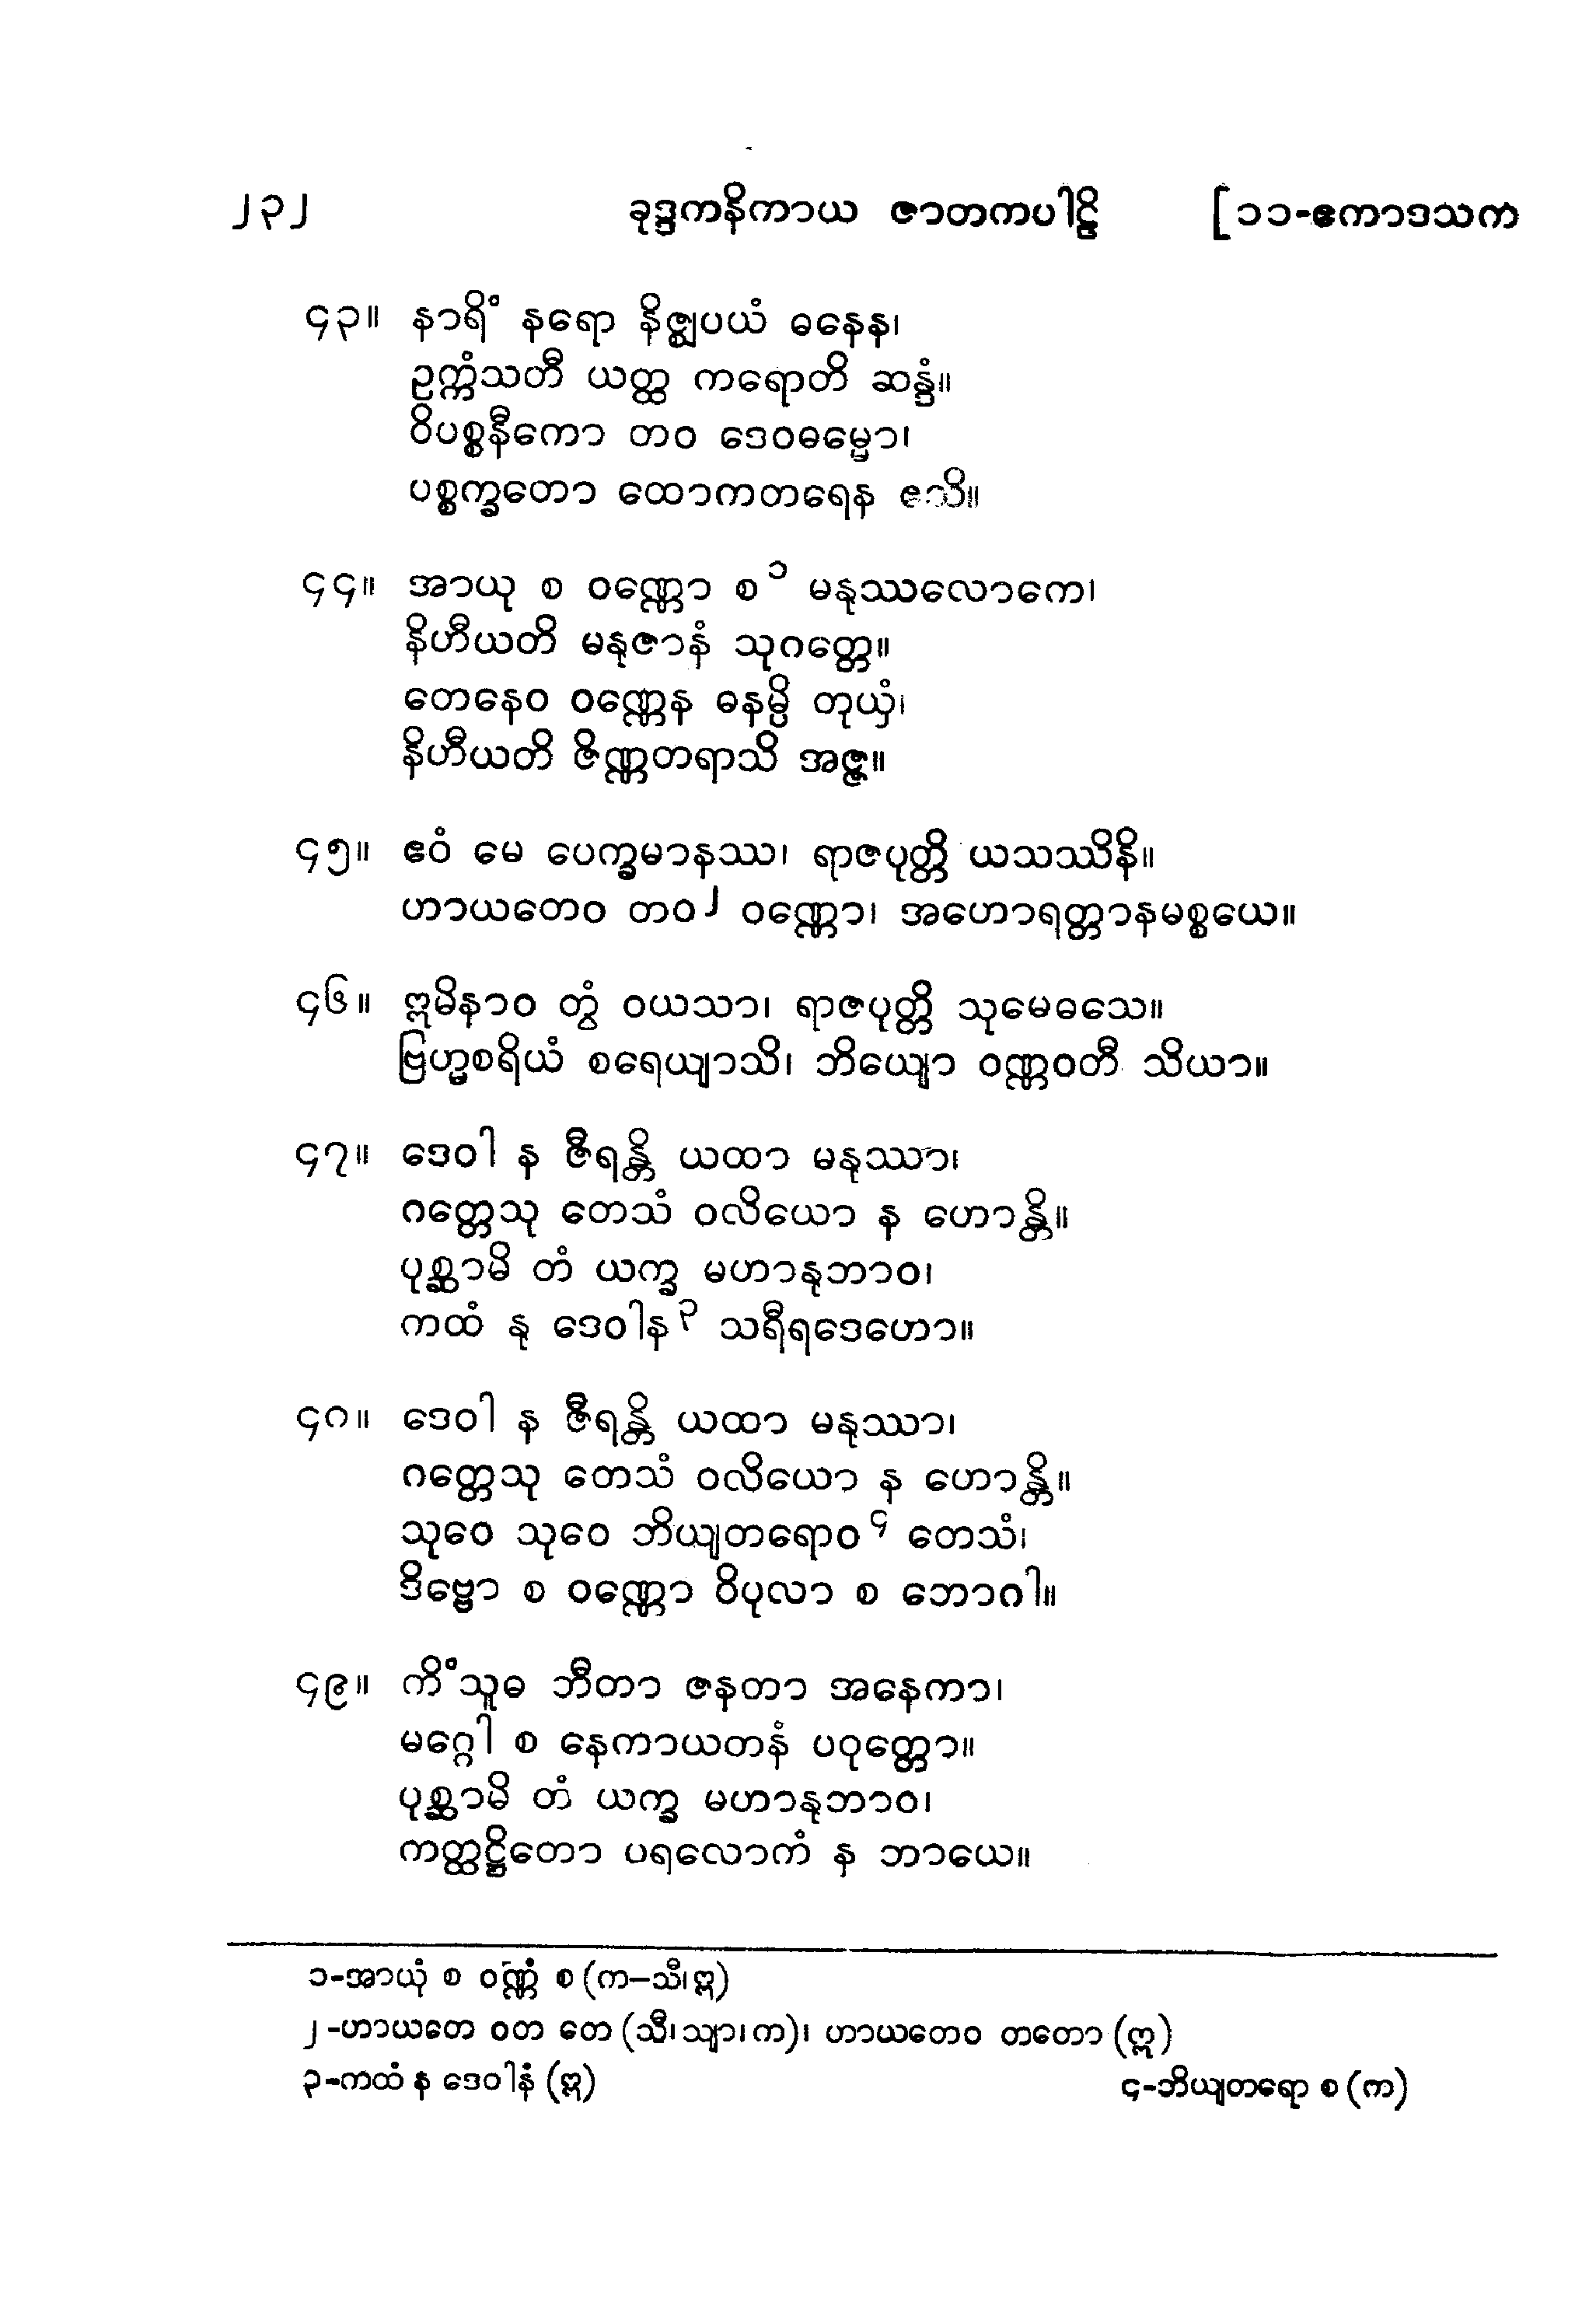 ၂၃၂ ခုဒ္ဒကနိကာယ ဇာတကပါဠိ [၁၁-ဧကာဒသက
၄၃။ နာရိံ နရော နိဇ္ဈပယံ ဓနေန၊
ဥက္ကံသတီ ယတ္ထ ကရောတိ ဆန္ဒံ။
ဝိပစ္စနီကော တဝ ဒေဝဓမ္မော၊
ပစ္စက္ခတော ထောကတရေန ဧသိ။
၄၄။ အာယု စ ဝဏ္ဏော စ၁ မနုဿလောကေ၊
နိဟီယတိ မနုဇာနံ သုဂတ္တေ။
တေနေဝ ဝဏ္ဏေန ဓနမ္ပိ တုယှံ၊
နိဟီယတိ ဇိဏ္ဏတရာသိ အဇ္ဇ။
၄၅။ ဧဝံ မေ ပေက္ခမာနဿ၊ ရာဇပုတ္တိ ယသဿိနိ။
ဟာယတေဝ တဝ၂ ဝဏ္ဏော၊ အဟောရတ္တာနမစ္စယေ။
၄၆။ ဣမိနာဝ တွံ ဝယသာ၊ ရာဇပုတ္တိ သုမေဓသေ။
ဗြဟ္မစရိယံ စရေယျာသိ၊ ဘိယျော ဝဏ္ဏဝတီ သိယာ။
၄၇။ ဒေဝါ န ဇီရန္တိ ယထာ မနုဿာ၊
ဂတ္တေသု တေသံ ဝလိယော န ဟောန္တိ။
ပုစ္ဆာမိ တံ ယက္ခ မဟာနုဘာဝ၊
ကထံ နု ဒေဝါန၃ သရီရဒေဟော။
၄၈။ ဒေဝါ န ဇီရန္တိ ယထာ မနုဿာ၊
ဂတ္တေသု တေသံ ဝလိယော န ဟောန္တိ။
သုဝေ သုဝေ ဘိယျတရောဝ၄ တေသံ၊
ဒိဗ္ဗော စ ဝဏ္ဏော ဝိပုလာ စ ဘောဂါ။
၄၉။ ကိံသူဓ ဘီတာ ဇနတာ အနေကာ၊
မဂ္ဂေါ စ နေကာယတနံ ပဝုတ္တော။
ပုစ္ဆာမိ တံ ယက္ခ မဟာနုဘာဝ၊
ကတ္ထဋ္ဌိတော ပရလောကံ န ဘာယေ။
၁-အာယုံ စ ဝဏ္ဏံ စ (က–သီ၊ဣ)
၂-ဟာယတေ ဝတ တေ (သီ၊သျာ၊က)၊ ဟာယတေဝ တတော (ဣ)
၃-ကထံ န ဒေဝါနံ (ဣ) ၄-ဘိယျတရော စ (က)